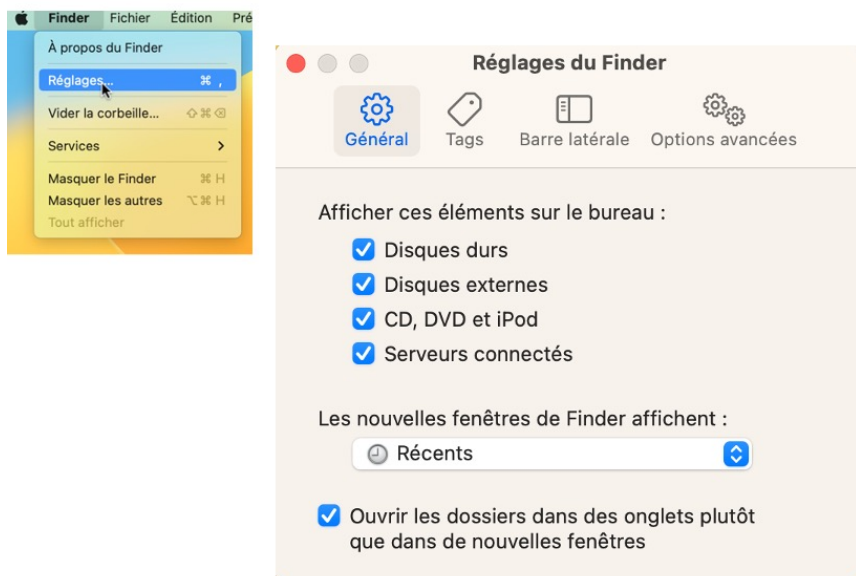 Finder Fichier Édition Pré
À propos du Finder
Réglages... ⌘ ,
Vider la corbeille... ⇧⌘⌫
Services >
Masquer le Finder ⌘ H
Masquer les autres ⌥⌘ H
Tout afficher
Réglages du Finder
Général Tags Barre latérale Options avancées
Afficher ces éléments sur le bureau :
Disques durs
Disques externes
CD, DVD et iPod
Serveurs connectés
Les nouvelles fenêtres de Finder affichent :
Récents
Ouvrir les dossiers dans des onglets plutôt
que dans de nouvelles fenêtres